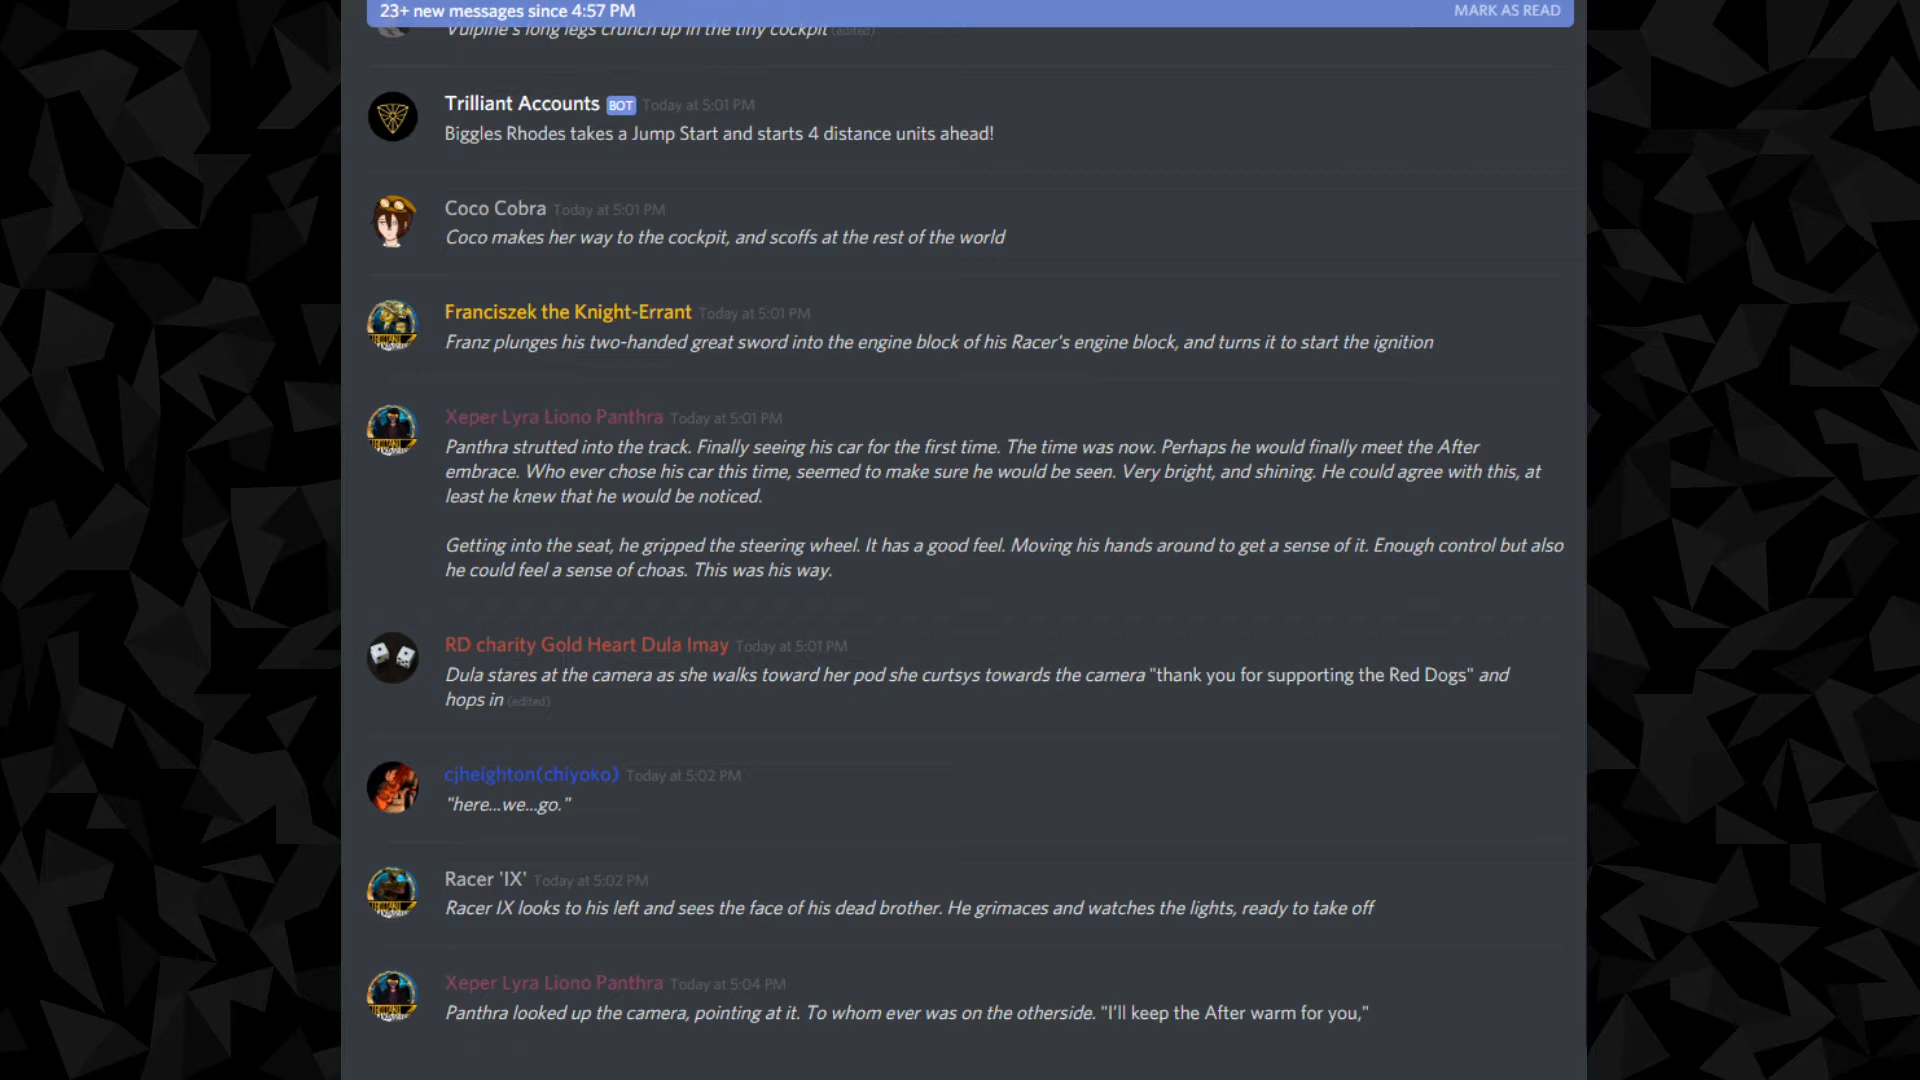 23+ new messages since 4:57 PM MARK AS READ
Vulpine's long legs crunch up in the tiny cockpit (edited)
Trilliant Accounts BOT Today at 5:01 PM
Biggles Rhodes takes a Jump Start and starts 4 distance units ahead!
Coco Cobra Today at 5:01 PM
Coco makes her way to the cockpit, and scoffs at the rest of the world
Franciszek the Knight-Errant Today at 5:01 PM
Franz plunges his two-handed great sword into the engine block of his Racer's engine block, and turns it to start the ignition
Xeper Lyra Liono Panthra Today at 5:01 PM
Panthra strutted into the track. Finally seeing his car for the first time. The time was now. Perhaps he would finally meet the After
embrace. Who ever chose his car this time, seemed to make sure he would be seen. Very bright, and shining. He could agree with this, at
least he knew that he would be noticed.
Getting into the seat, he gripped the steering wheel. It has a good feel. Moving his hands around to get a sense of it. Enough control but also
he could feel a sense of choas. This was his way.
RD charity Gold Heart Dula Imay Today at 5:01 PM
Dula stares at the camera as she walks toward her pod she curtsys towards the camera "thank you for supporting the Red Dogs" and
hops in (edited)
cjheighton(chiyoko) Today at 5:02 PM
"here...we...go."
Racer 'IX' Today at 5:02 PM
Racer IX looks to his left and sees the face of his dead brother. He grimaces and watches the lights, ready to take off
Xeper Lyra Liono Panthra Today at 5:04 PM
Panthra looked up the camera, pointing at it. To whom ever was on the otherside. "I'll keep the After warm for you,"